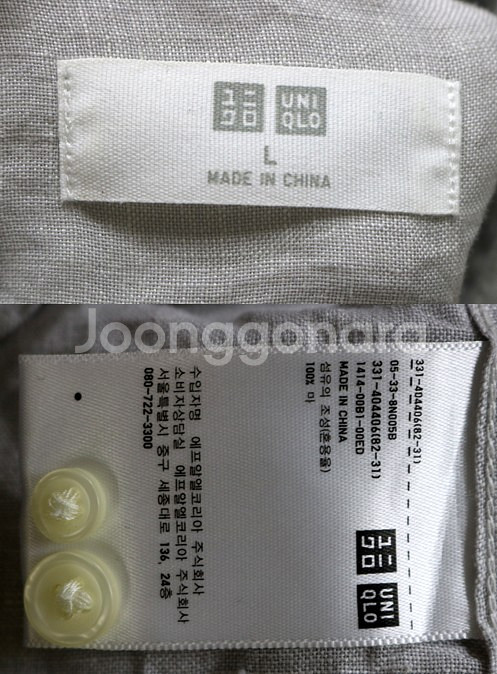 ユニ
クロ
UNI
QLO
L
MADE IN CHINA
Joonggonara
331-404406(82-31)
05-33-8N005B
331-404406(82-31)
1414-00B1-00ED
MADE IN CHINA
섬유의 조성(혼용율)
100% 마
ユニ
クロ
UNI
QLO
수입자명 에프알엘코리아 주식회사
소비자상담실 에프알엘코리아 주식회사
서울특별시 중구 세종대로 136, 24층
080-722-3300